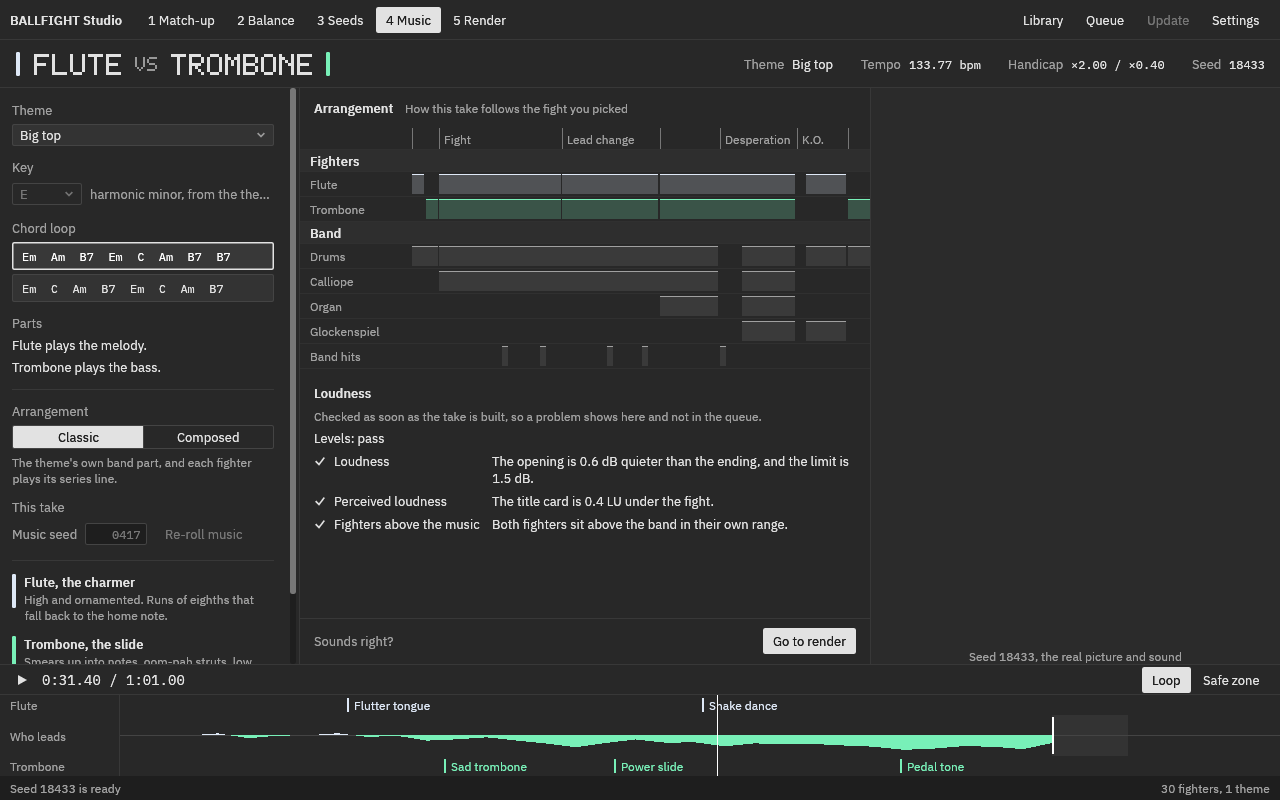 BALLFIGHT Studio 1 Match-up 2 Balance 3 Seeds 4 Music 5 Render Library Queue Update Settings
FLUTE VS TROMBONE Theme Big top Tempo 133.77 bpm Handicap ×2.00 / ×0.40 Seed 18433
Theme
Big top
Key
E harmonic minor, from the the...
Chord loop
Em Am B7 Em C Am B7 B7
Em C Am B7 Em C Am B7
Parts
Flute plays the melody.
Trombone plays the bass.
Arrangement
Classic Composed
The theme's own band part, and each fighter
plays its series line.
This take
Music seed 0417 Re-roll music
Flute, the charmer
High and ornamented. Runs of eighths that
fall back to the home note.
Trombone, the slide
Smears up into notes, oom-pah struts, low
Arrangement How this take follows the fight you picked
Fight Lead change Desperation K.O.
Fighters
Flute
Trombone
Band
Drums
Calliope
Organ
Glockenspiel
Band hits
Loudness
Checked as soon as the take is built, so a problem shows here and not in the queue.
Levels: pass
Loudness The opening is 0.6 dB quieter than the ending, and the limit is
1.5 dB.
Perceived loudness The title card is 0.4 LU under the fight.
Fighters above the music Both fighters sit above the band in their own range.
Sounds right? Go to render
Seed 18433, the real picture and sound
0:31.40 / 1:01.00 Loop Safe zone
Flute Flutter tongue Snake dance
Who leads
Trombone Sad trombone Power slide Pedal tone
Seed 18433 is ready 30 fighters, 1 theme